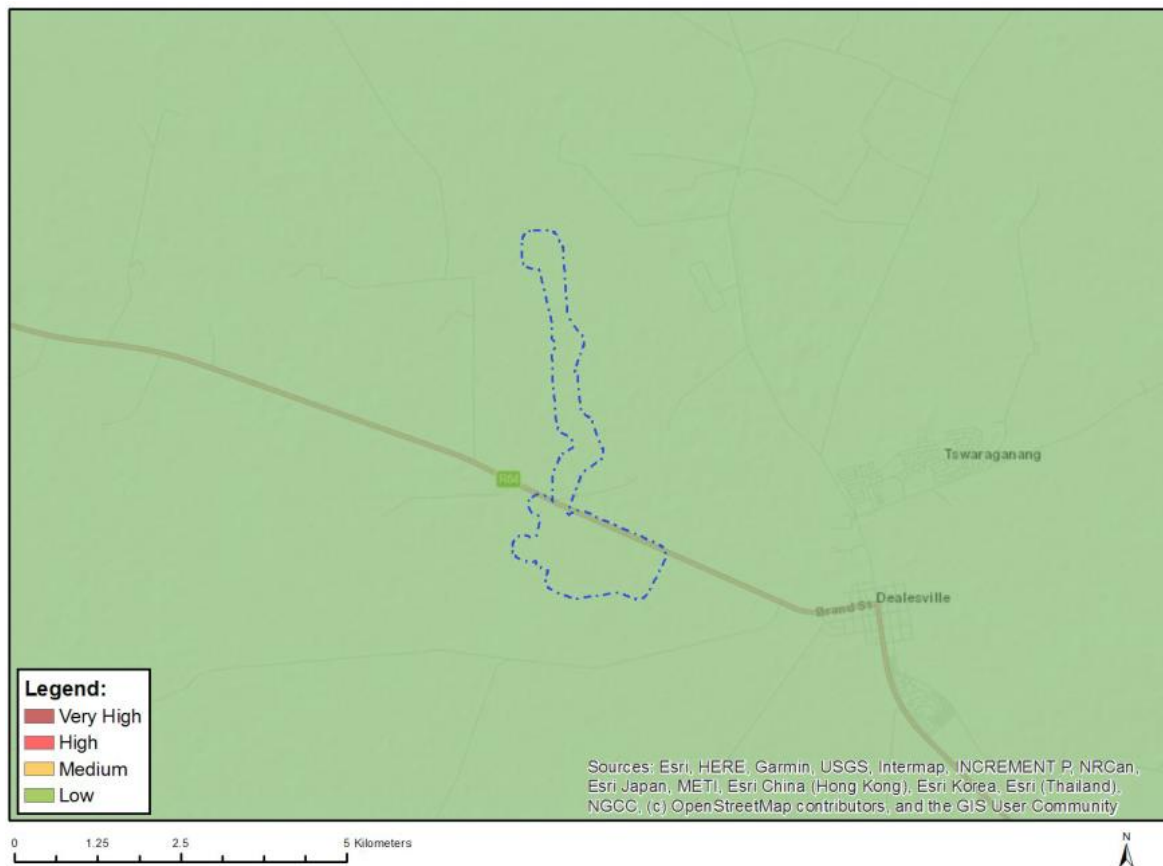 R64
Tswaraganang
Brand St
Dealesville
Legend:
Very High
High
Medium
Low
Sources: Esri, HERE, Garmin, USGS, Intermap, INCREMENT P, NRCan,
Esri Japan, METI, Esri China (Hong Kong), Esri Korea, Esri (Thailand),
NGCC, (c) OpenStreetMap contributors, and the GIS User Community
0 1.25 2.5 5 Kilometers
N